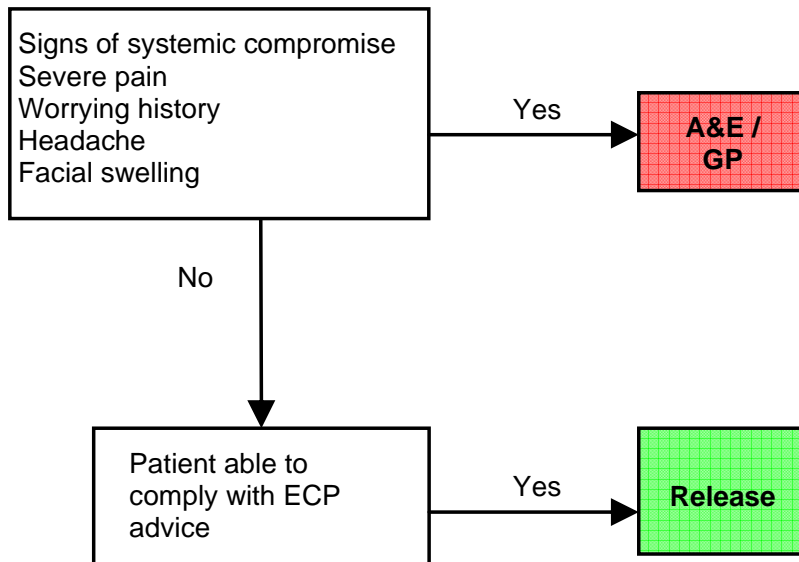 Signs of systemic compromise
Severe pain
Worrying history
Headache
Facial swelling
Yes
A&E /
GP
No
Patient able to
comply with ECP
advice
Yes
Release